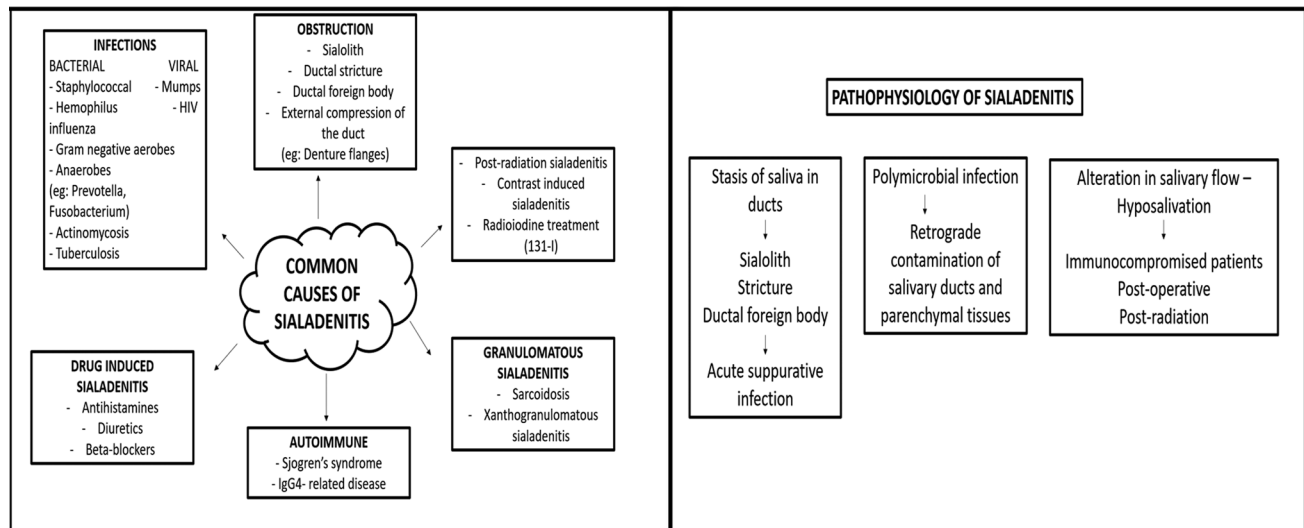 INFECTIONS
BACTERIAL VIRAL
- Staphylococcal - Mumps
- Hemophilus - HIV
influenza
- Gram negative aerobes
- Anaerobes
(eg: Prevotella,
Fusobacterium)
- Actinomycosis
- Tuberculosis
OBSTRUCTION
- Sialolith
- Ductal stricture
- Ductal foreign body
- External compression of
the duct
(eg: Denture flanges)
- Post-radiation sialadenitis
- Contrast induced
sialadenitis
- Radioiodine treatment
(131-I)
COMMON
CAUSES OF
SIALADENITIS
DRUG INDUCED
SIALADENITIS
- Antihistamines
- Diuretics
- Beta-blockers
AUTOIMMUNE
- Sjogren's syndrome
- IgG4- related disease
GRANULOMATOUS
SIALADENITIS
- Sarcoidosis
- Xanthogranulomatous
sialadenitis
PATHOPHYSIOLOGY OF SIALADENITIS
Stasis of saliva in
ducts
Sialolith
Stricture
Ductal foreign body
Acute suppurative
infection
Polymicrobial infection
Retrograde
contamination of
salivary ducts and
parenchymal tissues
Alteration in salivary flow –
Hyposalivation
Immunocompromised patients
Post-operative
Post-radiation